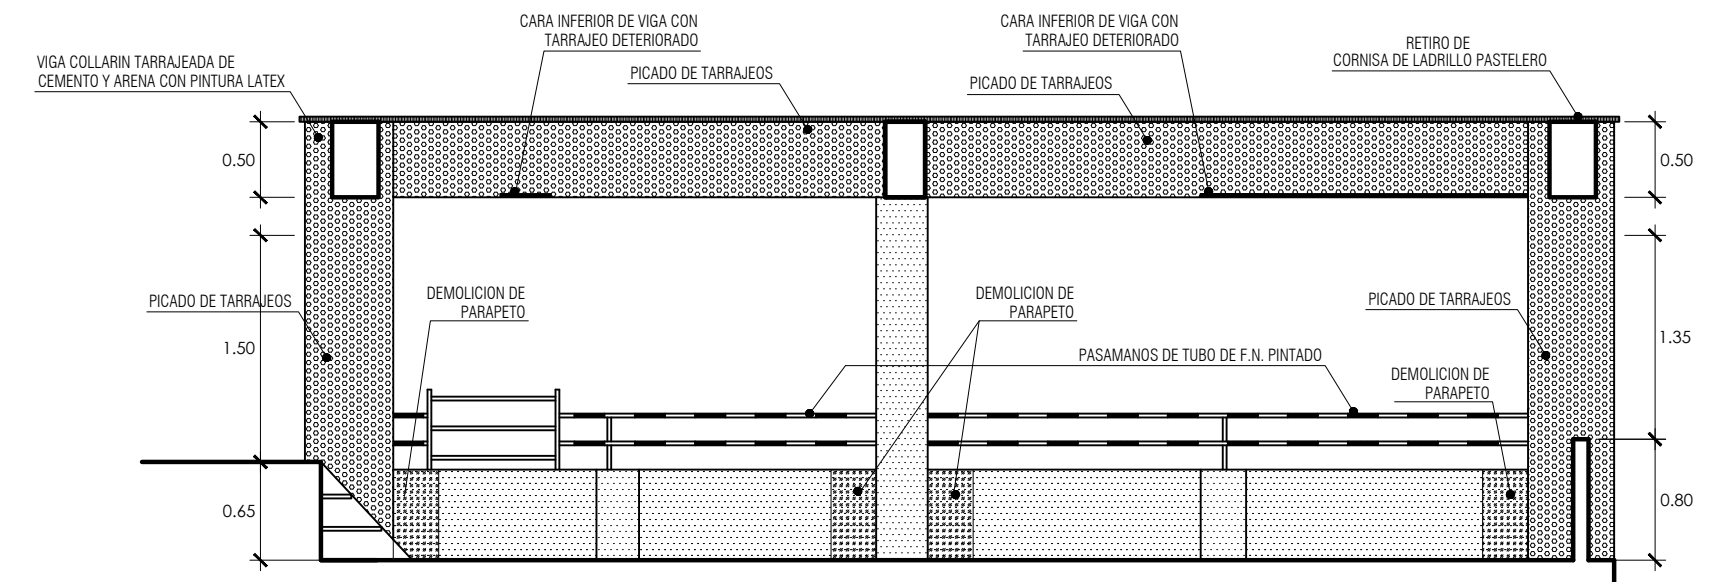 CARA INFERIOR DE VIGA CON
TARRAJEO DETERIORADO
CARA INFERIOR DE VIGA CON
TARRAJEO DETERIORADO
RETIRO DE
CORNISA DE LADRILLO PASTELERO
VIGA COLLARIN TARRAJEADA DE
CEMENTO Y ARENA CON PINTURA LATEX
PICADO DE TARRAJEOS
PICADO DE TARRAJEOS
0.50
0.50
PICADO DE TARRAJEOS
DEMOLICION DE
PARAPETO
DEMOLICION DE
PARAPETO
PICADO DE TARRAJEOS
1.50
1.35
PASAMANOS DE TUBO DE F.N. PINTADO
DEMOLICION DE
PARAPETO
0.65
0.80